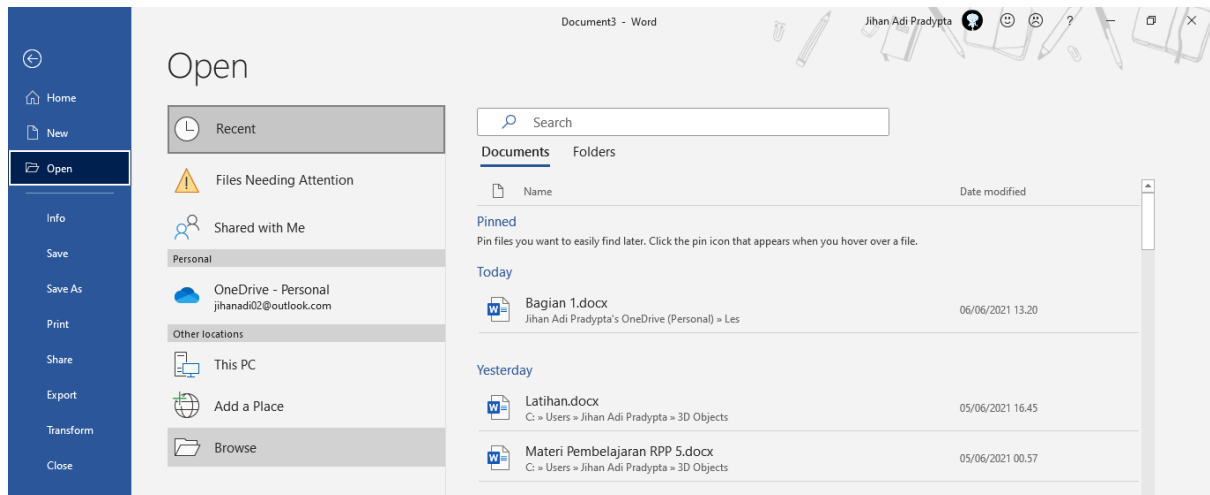 Document3 - Word
Jihan Adi Pradypta
?
Home
New
Open
Info
Save
Save As
Print
Share
Export
Transform
Close
Open
Recent
Files Needing Attention
Shared with Me
Personal
OneDrive - Personal
jihanadi02@outlook.com
Other locations
This PC
Add a Place
Browse
Search
Documents Folders
Name Date modified
Pinned
Pin files you want to easily find later. Click the pin icon that appears when you hover over a file.
Today
Bagian 1.docx
Jihan Adi Pradypta's OneDrive (Personal) » Les
06/06/2021 13.20
Yesterday
Latihan.docx
C: » Users » Jihan Adi Pradypta » 3D Objects
05/06/2021 16.45
Materi Pembelajaran RPP 5.docx
C: » Users » Jihan Adi Pradypta » 3D Objects
05/06/2021 00.57